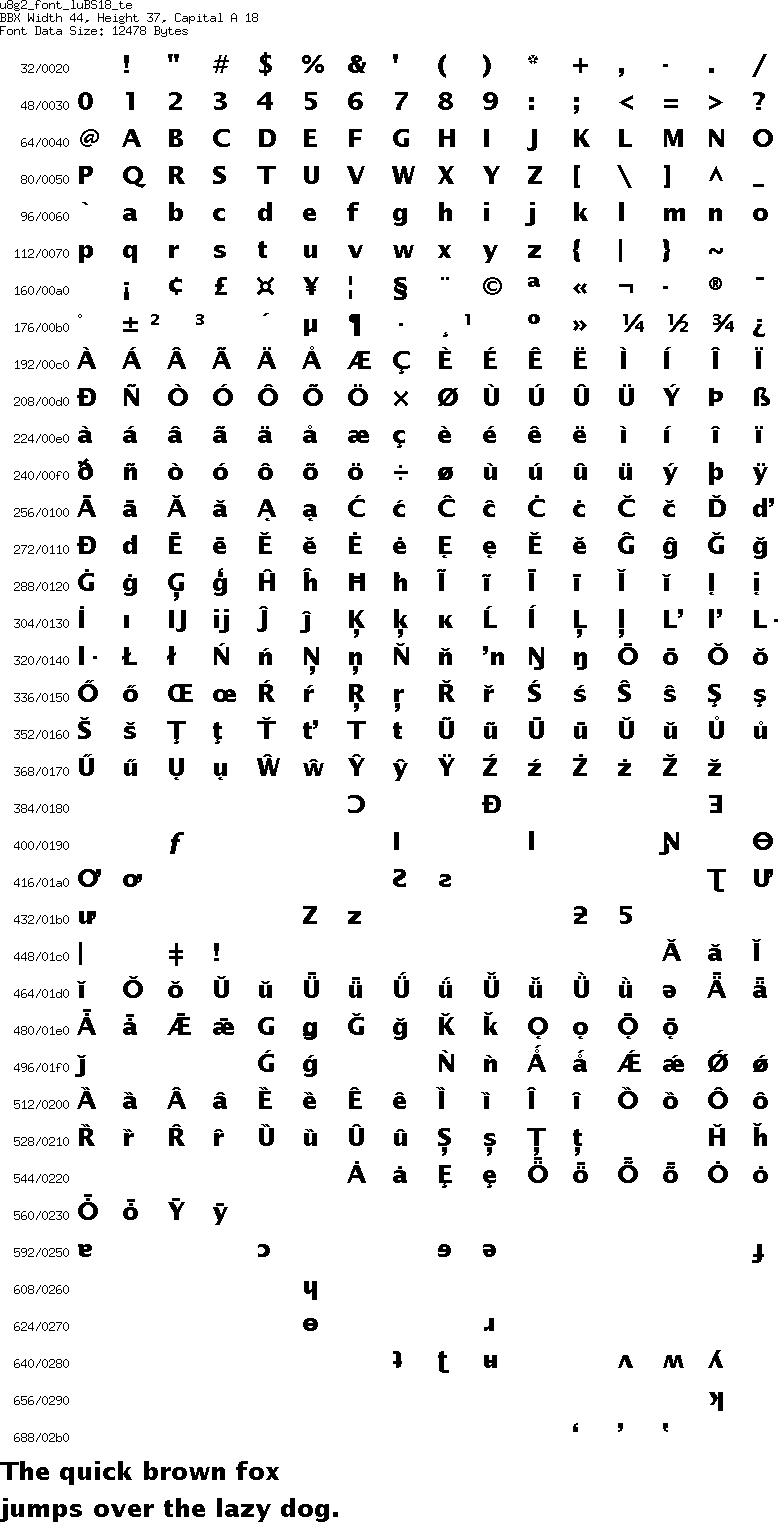 u8g2_font_luBS18_te
BBX Width 44, Height 37, Capital A 18
Font Data Size: 12478 Bytes
32/0020 ! " # $ % & ' ( ) * + , - . /
48/0030 0 1 2 3 4 5 6 7 8 9 : ; < = > ?
64/0040 @ A B C D E F G H I J K L M N O
80/0050 P Q R S T U V W X Y Z [ \ ] ^ _
96/0060 ` a b c d e f g h i j k l m n o
112/0070 p q r s t u v w x y z { | } ~
160/00a0 ¡ ¢ £ ¤ ¥ ¦ § ¨ © ª « ¬ - ® ¯
176/00b0 ° ± ² ³ ´ µ ¶ · ¸ ¹ º » ¼ ½ ¾ ¿
192/00c0 À Á Â Ã Ä Å Æ Ç È É Ê Ë Ì Í Î Ï
208/00d0 Ð Ñ Ò Ó Ô Õ Ö × Ø Ù Ú Û Ü Ý Þ ß
224/00e0 à á â ã ä å æ ç è é ê ë ì í î ï
240/00f0 ð ñ ò ó ô õ ö ÷ ø ù ú û ü ý þ ÿ
256/0100 Ā ā Ă ă Ą ą Ć ć Ĉ ĉ Ċ ċ Č č Ď ď
272/0110 Đ đ Ē ē Ĕ ĕ Ė ė Ę ę Ě ě Ĝ ĝ Ğ ğ
288/0120 Ġ ġ Ģ ģ Ĥ ĥ Ħ ħ Ĩ ĩ Ī ī Ĭ ĭ Į į
304/0130 İ ı Ĳ ĳ Ĵ ĵ Ķ ķ ĸ Ĺ ĺ Ļ ļ Ľ ľ Ŀ
320/0140 ŀ Ł ł Ń ń Ņ ņ Ň ň ŉ Ŋ ŋ Ō ō Ŏ ŏ
336/0150 Ő ő Œ œ Ŕ ŕ Ŗ ŗ Ř ř Ś ś Ŝ ŝ Ş ş
352/0160 Š š Ţ ţ Ť ť Ŧ ŧ Ũ ũ Ū ū Ŭ ŭ Ů ů
368/0170 Ű ű Ų ų Ŵ ŵ Ŷ ŷ Ÿ Ź ź Ż ż Ž ž
384/0180 Ɔ Ɖ Ǝ
400/0190 ƒ Ɨ ƚ Ɲ Ɵ
416/01a0 Ơ ơ Ƨ ƨ Ʈ Ư
432/01b0 ư Ƶ ƶ ƻ Ƽ
448/01c0 ǀ ǂ ǃ Ǎ ǎ Ǐ
464/01d0 ǐ Ǒ ǒ Ǔ ǔ Ǖ ǖ Ǘ ǘ Ǚ ǚ Ǜ ǜ ǝ Ǟ ǟ
480/01e0 Ǡ ǡ Ǣ ǣ Ǥ ǥ Ǧ ǧ Ǩ ǩ Ǫ ǫ Ǭ ǭ
496/01f0 ǰ Ǵ ǵ Ǹ ǹ Ǻ ǻ Ǽ ǽ Ǿ ǿ
512/0200 Ȁ ȁ Ȃ ȃ Ȅ ȅ Ȇ ȇ Ȉ ȉ Ȋ ȋ Ȍ ȍ Ȏ ȏ
528/0210 Ȑ ȑ Ȓ ȓ Ȕ ȕ Ȗ ȗ Ș ș Ț ț Ȟ ȟ
544/0220 Ȧ ȧ Ȩ ȩ Ȫ ȫ Ȭ ȭ Ȯ ȯ
560/0230 Ȱ ȱ Ȳ ȳ
592/0250 ɐ ɔ ɘ ə ɟ
608/0260 ɥ
624/0270 ɵ ɹ
640/0280 ʇ ʈ ʉ ʌ ʍ ʎ
656/0290 ʞ
688/02b0 ʻ ʼ ʽ
The quick brown fox
jumps over the lazy dog.